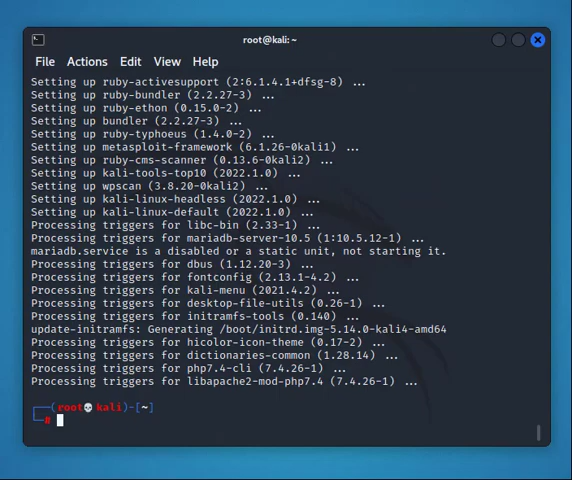 root@kali: ~
File Actions Edit View Help
Setting up ruby-activesupport (2:6.1.4.1+dfsg-8) ...
Setting up ruby-bundler (2.2.27-3) ...
Setting up ruby-ethon (0.15.0-2) ...
Setting up bundler (2.2.27-3) ...
Setting up ruby-typhoeus (1.4.0-2) ...
Setting up metasploit-framework (6.1.26-0kali1) ...
Setting up ruby-cms-scanner (0.13.6-0kali2) ...
Setting up kali-tools-top10 (2022.1.0) ...
Setting up wpscan (3.8.20-0kali2) ...
Setting up kali-linux-headless (2022.1.0) ...
Setting up kali-linux-default (2022.1.0) ...
Processing triggers for libc-bin (2.33-1) ...
Processing triggers for mariadb-server-10.5 (1:10.5.12-1) ...
mariadb.service is a disabled or a static unit, not starting it.
Processing triggers for dbus (1.12.20-3) ...
Processing triggers for fontconfig (2.13.1-4.2) ...
Processing triggers for kali-menu (2021.4.2) ...
Processing triggers for desktop-file-utils (0.26-1) ...
Processing triggers for initramfs-tools (0.140) ...
update-initramfs: Generating /boot/initrd.img-5.14.0-kali4-amd64
Processing triggers for hicolor-icon-theme (0.17-2) ...
Processing triggers for dictionaries-common (1.28.14) ...
Processing triggers for php7.4-cli (7.4.26-1) ...
Processing triggers for libapache2-mod-php7.4 (7.4.26-1) ...
┌──(root💀kali)-[~]
└─#